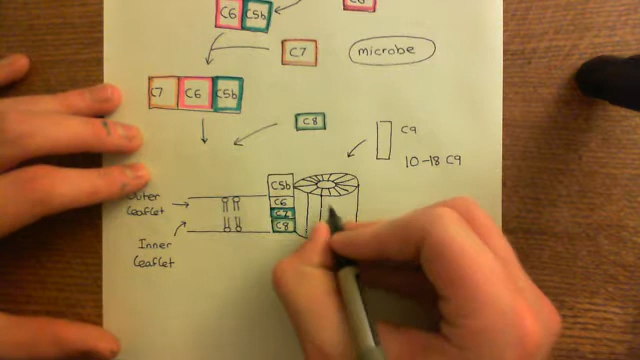 C6 C5b
C7
microbe
C7 C6 C5b
C8
C9
10-18 C9
C5b
Outer
leaflet
C6
C7
C8
Inner
leaflet